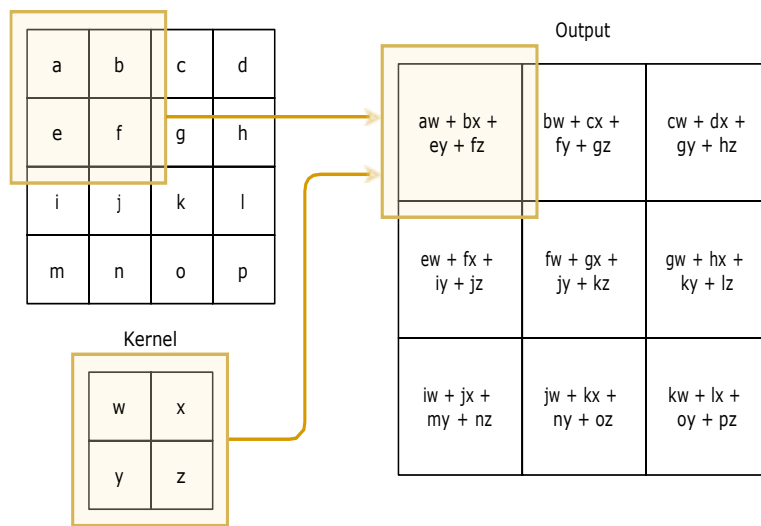 a b c d
e f g h
i j k l
m n o p
Kernel
w x
y z
Output
aw + bx +
ey + fz
bw + cx +
fy + gz
cw + dx +
gy + hz
ew + fx +
iy + jz
fw + gx +
jy + kz
gw + hx +
ky + lz
iw + jx +
my + nz
jw + kx +
ny + oz
kw + lx +
oy + pz